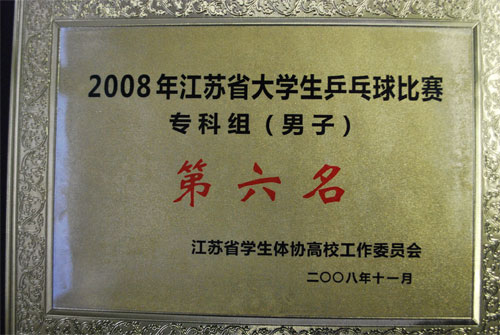 2008年江苏省大学生乒乓球比赛
专科组（男子）
第六名
江苏省学生体协高校工作委员会
二〇〇八年十一月